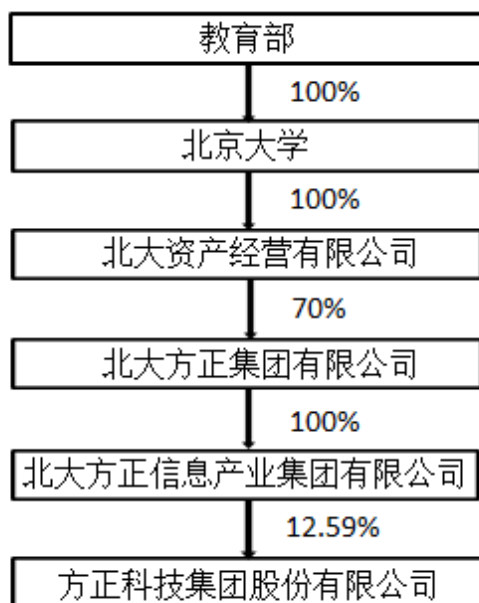 教育部
100%
北京大学
100%
北大资产经营有限公司
70%
北大方正集团有限公司
100%
北大方正信息产业集团有限公司
12.59%
方正科技集团股份有限公司